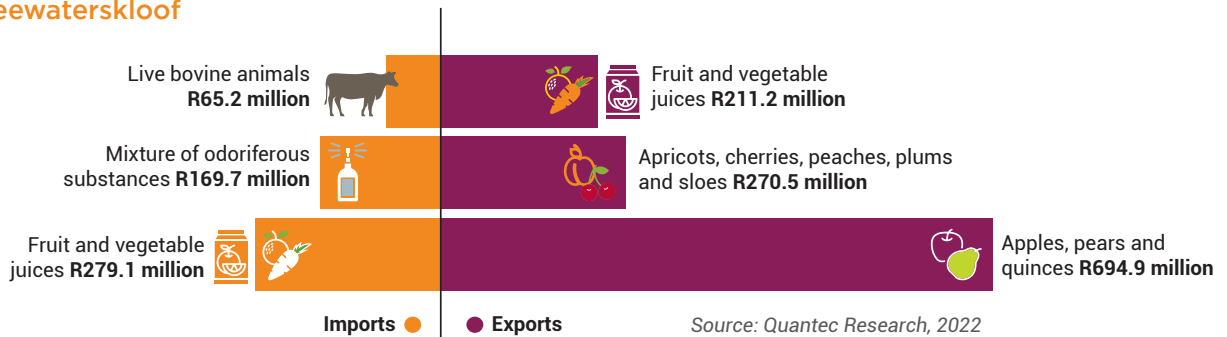 eewaterskloof
Live bovine animals
R65.2 million
Fruit and vegetable
juices R211.2 million
Mixture of odoriferous
substances R169.7 million
Apricots, cherries, peaches, plums
and sloes R270.5 million
Fruit and vegetable
juices R279.1 million
Apples, pears and
quinces R694.9 million
Imports
Exports
Source: Quantec Research, 2022